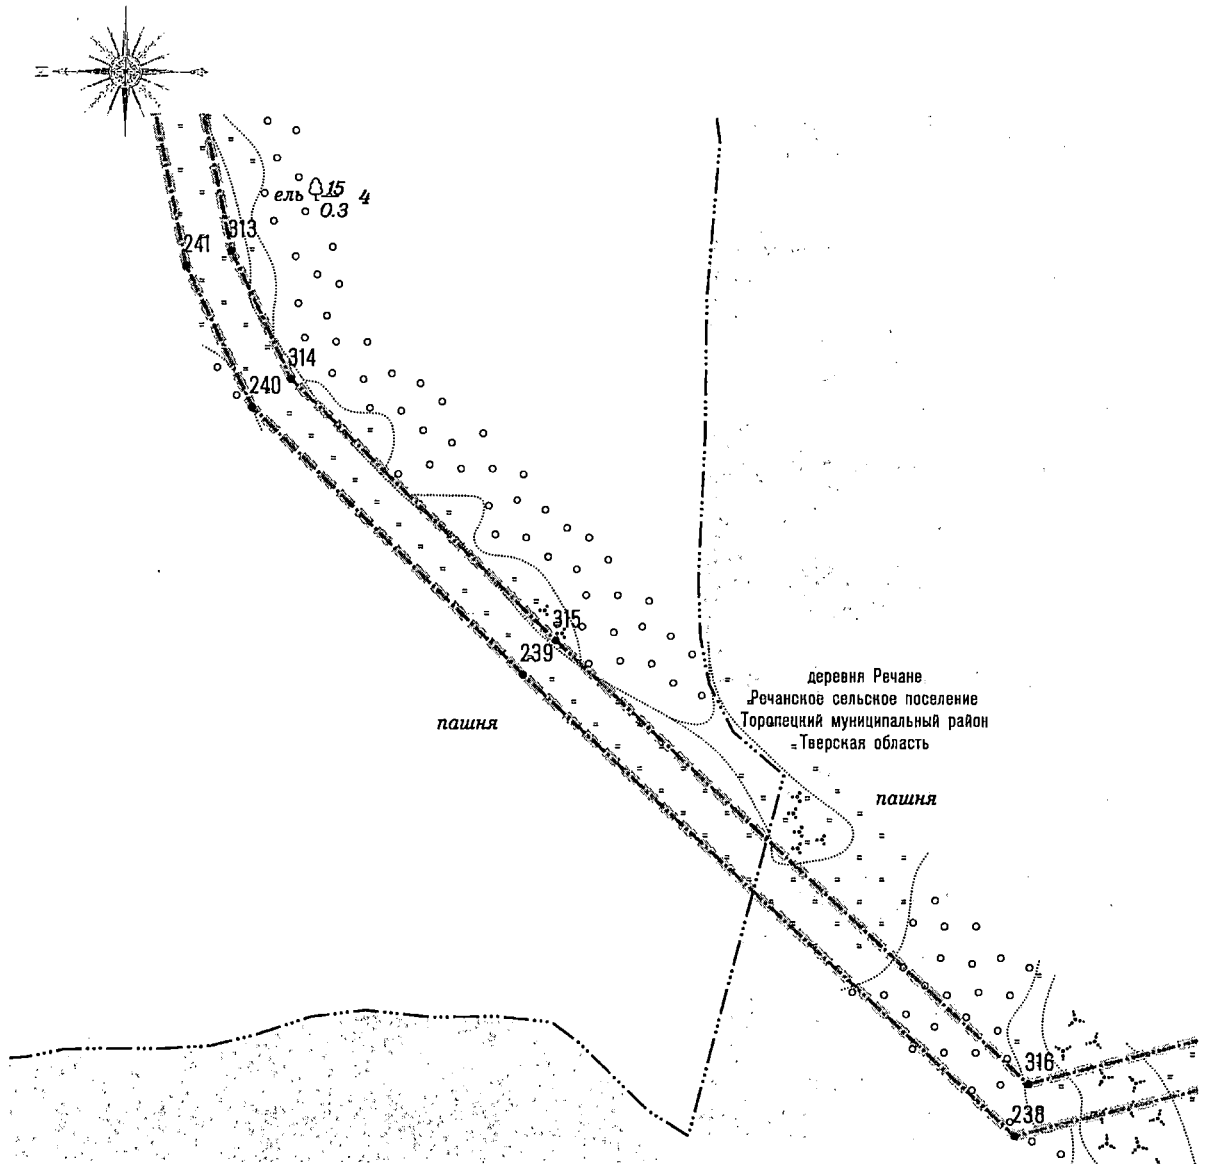 ель 15 4
0.3
313
241
314
240
315
239
деревня Речане
Речанское сельское поселение
Торопецкий муниципальный район
Тверская область
пашня
пашня
316
238